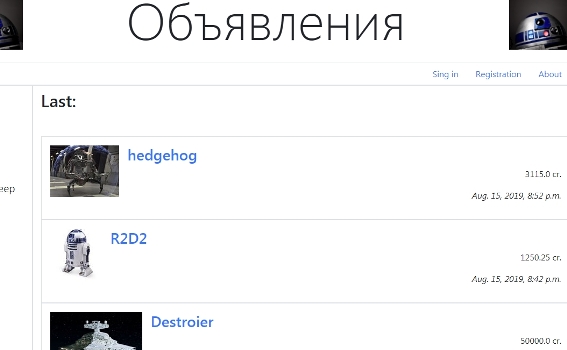 Объявления
Sing in Registration About
Last:
hedgehog
3115.0 cr.
Aug. 15, 2019, 8:52 p.m.
R2D2
1250.25 cr.
Aug. 15, 2019, 8:42 p.m.
Destroier
50000.0 cr.